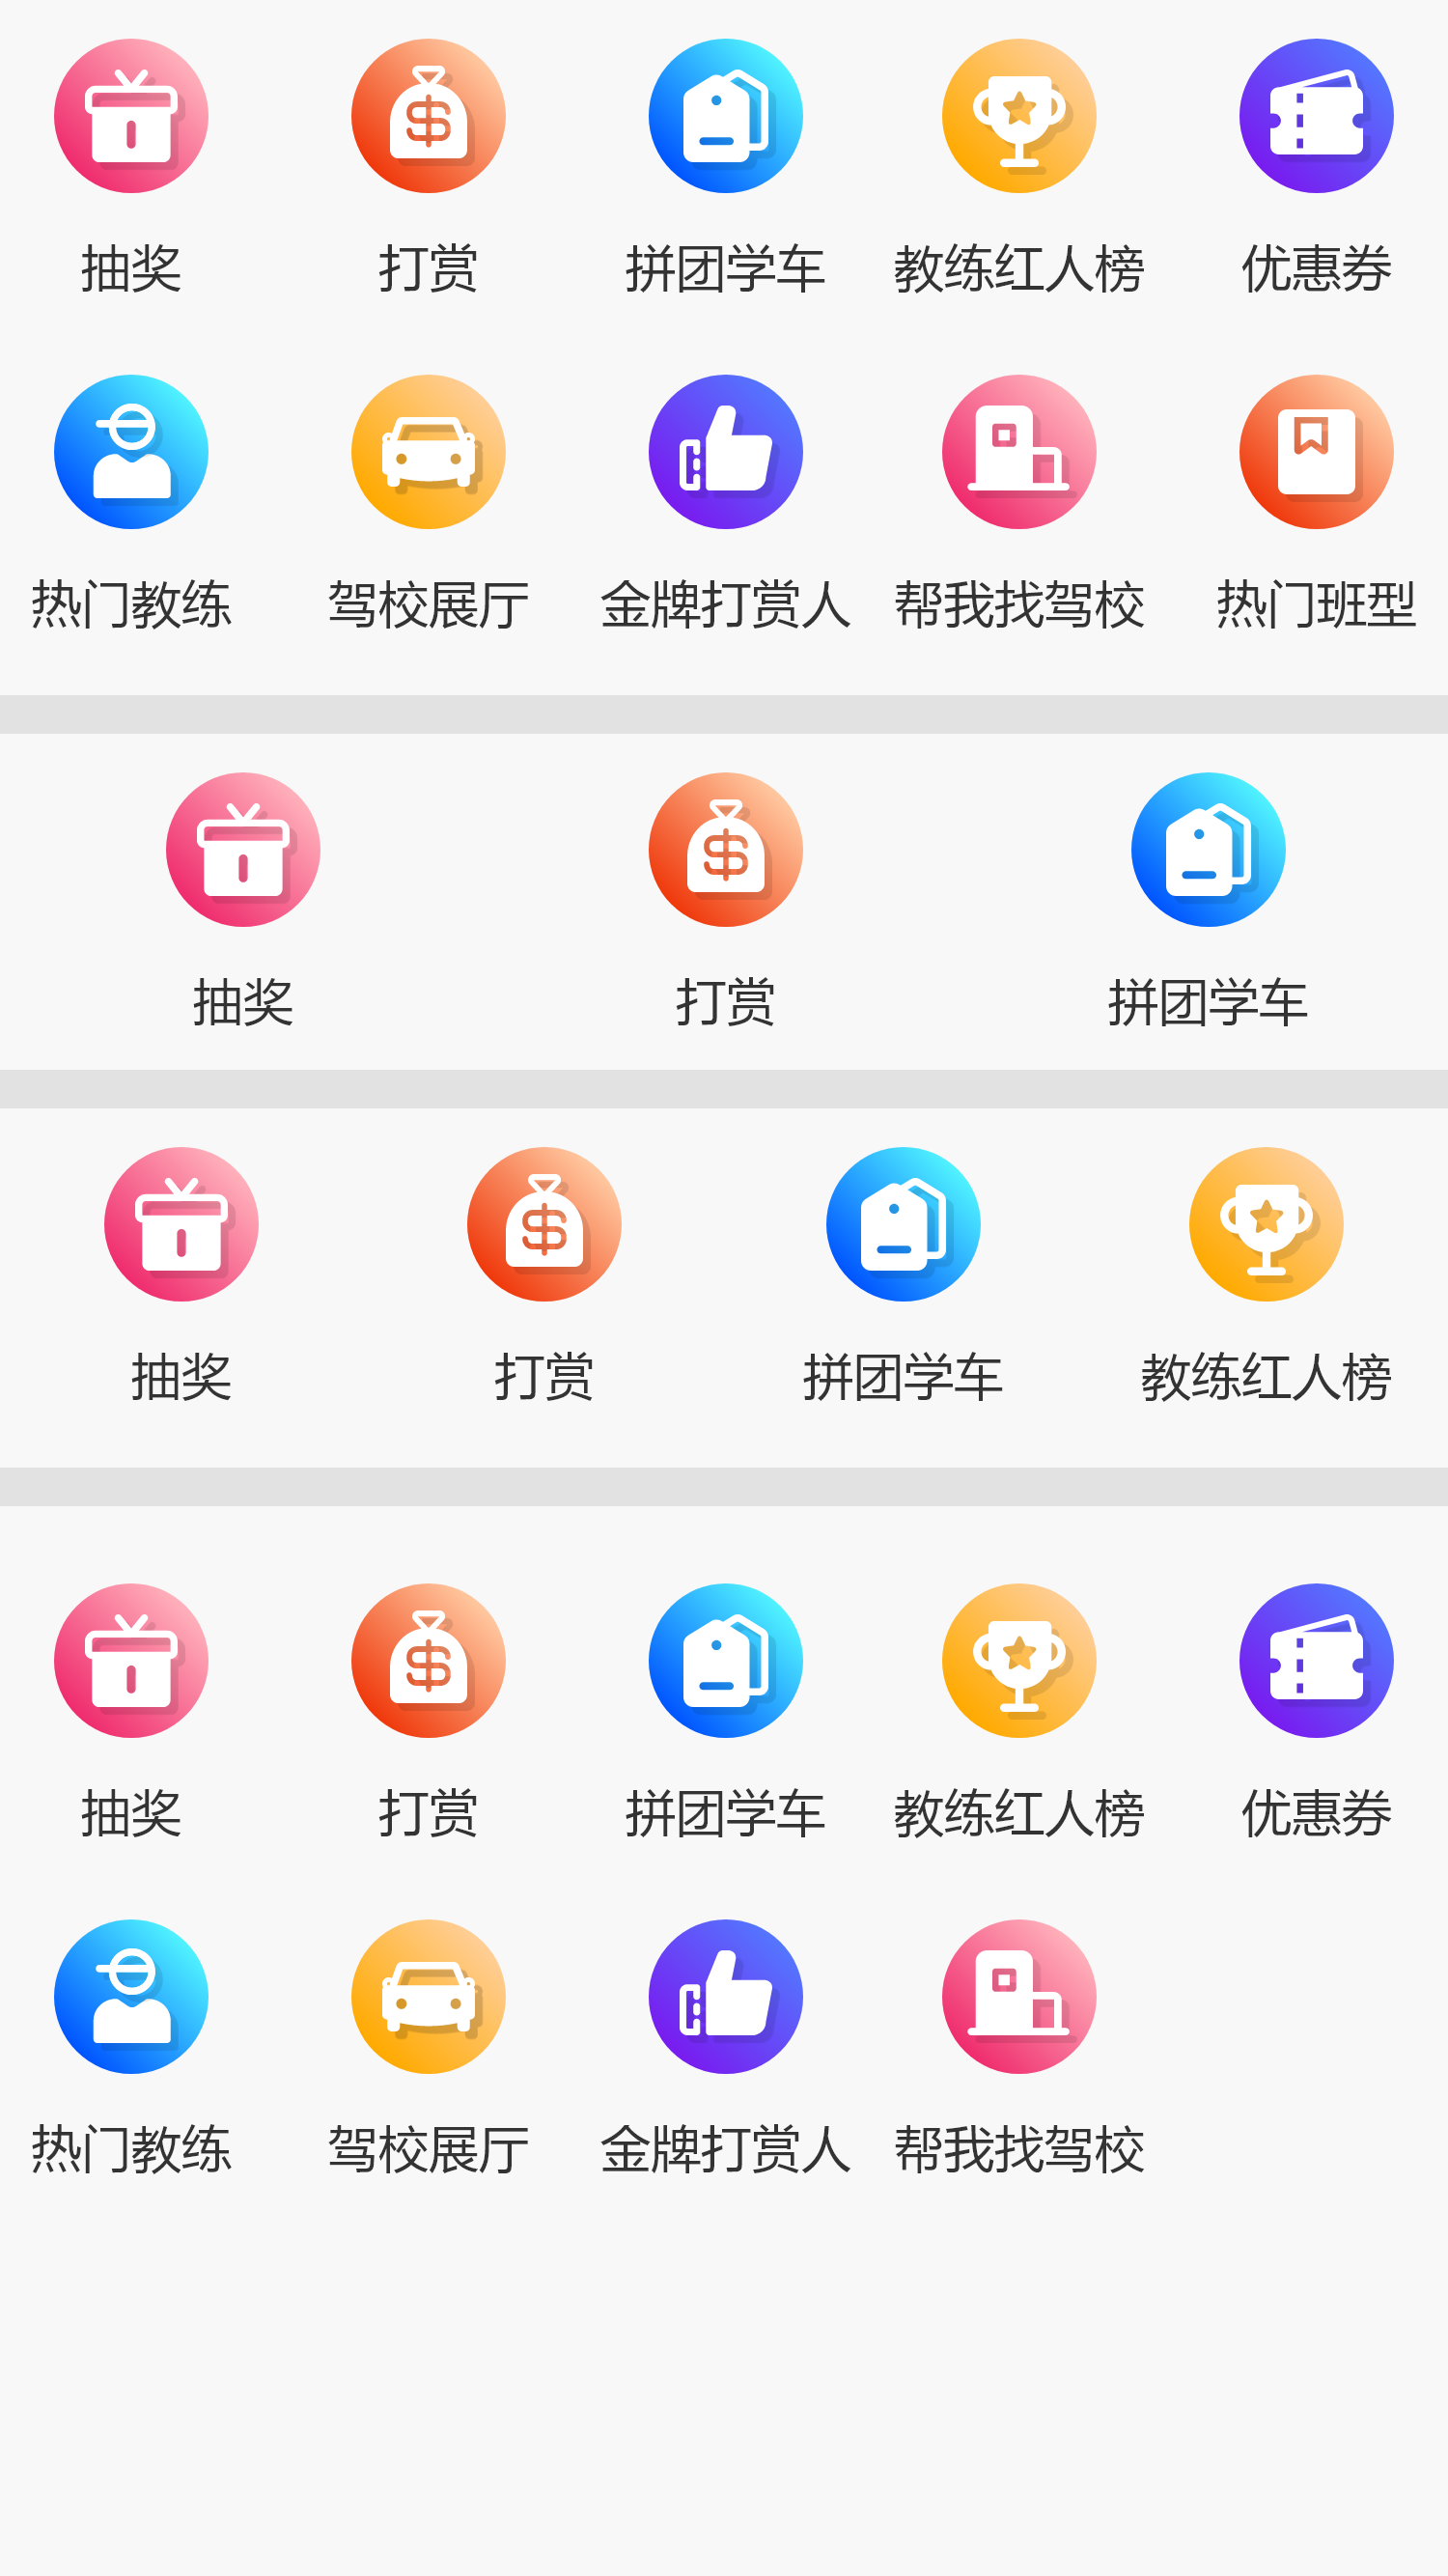 抽奖 打赏 拼团学车 教练红人榜 优惠券
热门教练 驾校展厅 金牌打赏人 帮我找驾校 热门班型
抽奖 打赏 拼团学车
抽奖 打赏 拼团学车 教练红人榜
抽奖 打赏 拼团学车 教练红人榜 优惠券
热门教练 驾校展厅 金牌打赏人 帮我找驾校